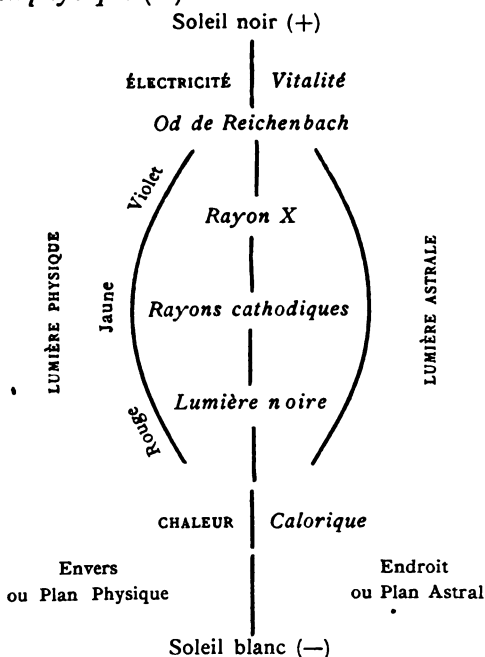 Soleil noir (+)
ÉLECTRICITÉ Vitalité
Od de Reichenbach
Violet
Rayon X
LUMIÈRE PHYSIQUE
Jaune
Rayons cathodiques
LUMIÈRE ASTRALE
Lumière noire
Rouge
CHALEUR Calorique
Envers
ou Plan Physique
Endroit
ou Plan Astral
Soleil blanc (—)